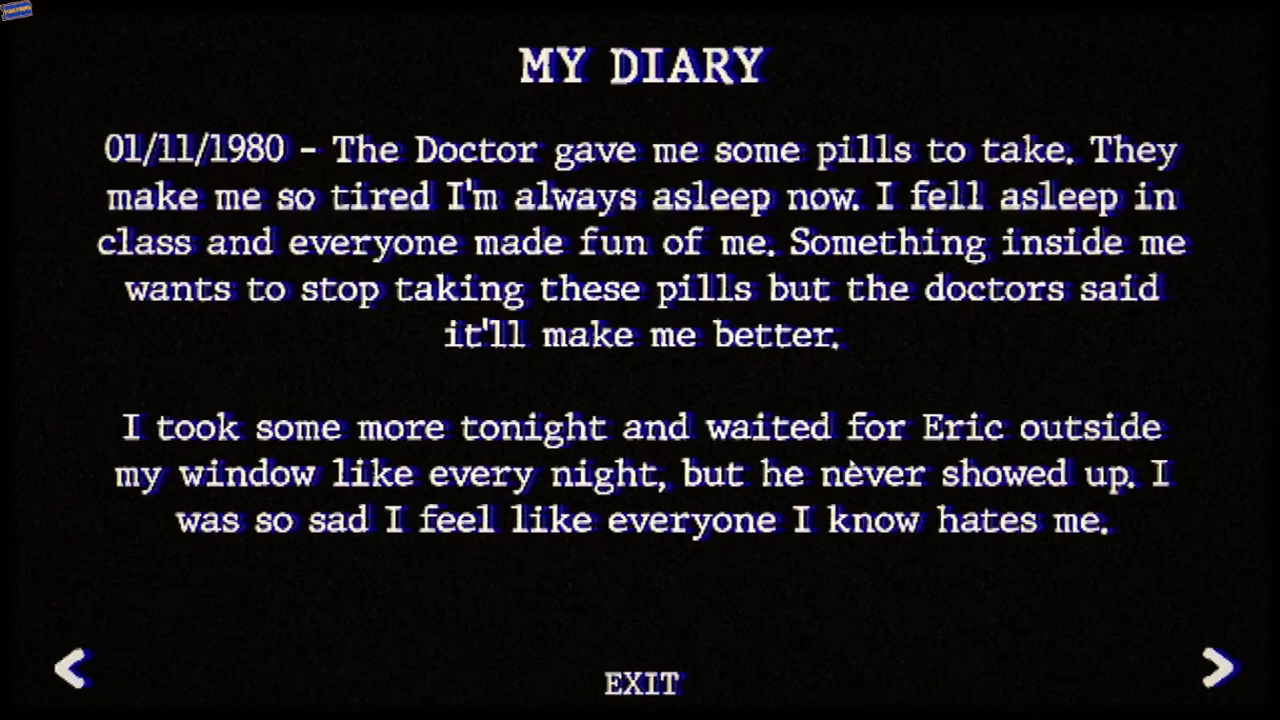 MY DIARY
01/11/1980 - The Doctor gave me some pills to take. They
make me so tired I'm always asleep now. I fell asleep in
class and everyone made fun of me. Something inside me
wants to stop taking these pills but the doctors said
it'll make me better.
I took some more tonight and waited for Eric outside
my window like every night, but he never showed up. I
was so sad I feel like everyone I know hates me.
<
EXIT
>